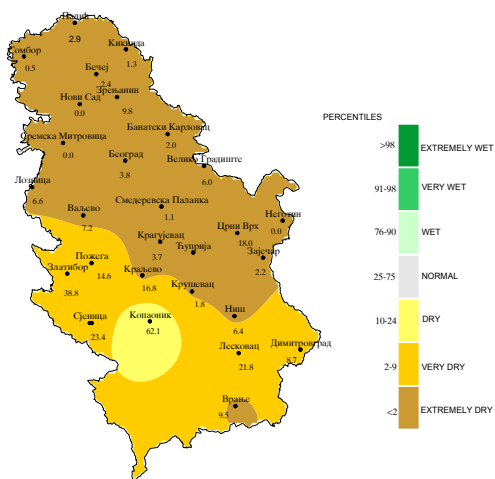 Палић
2.9
Кикинда
1.3
Сомбор
0.5
Бечеј
2.4
Зрењанин
9.8
Нови Сад
0.0
Банатски Карловац
2.0
Сремска Митровица
0.0
Београд
3.8
Велико Градиште
6.0
Лозница
6.6
Смедеревска Паланка
1.1
Ваљево
7.2
Неготин
0.0
Црни Врх
18.0
Крагујевац
3.7
Ћуприја
Зајечар
2.2
Пожега
14.6
Златибор
38.8
Краљево
16.8
Крушевац
1.8
Ниш
6.4
Копаоник
62.1
Сјеница
23.4
Лесковац
21.8
Димитровград
8.7
Врање
9.5
PERCENTILES
>98 EXTREMELY WET
91-98 VERY WET
76-90 WET
25-75 NORMAL
10-24 DRY
2-9 VERY DRY
<2 EXTREMELY DRY